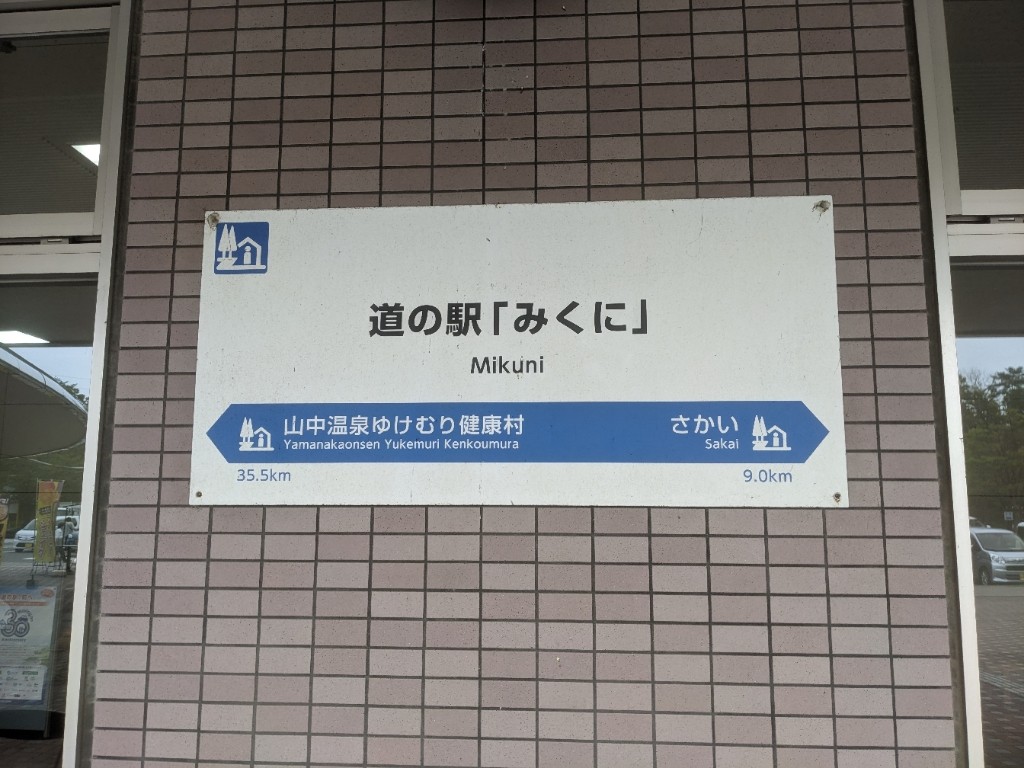 道の駅「みくに」
Mikuni
山中温泉ゆけむり健康村
Yamanakaonsen Yukemuri Kenkoumura
さかい
Sakai
35.5km
9.0km